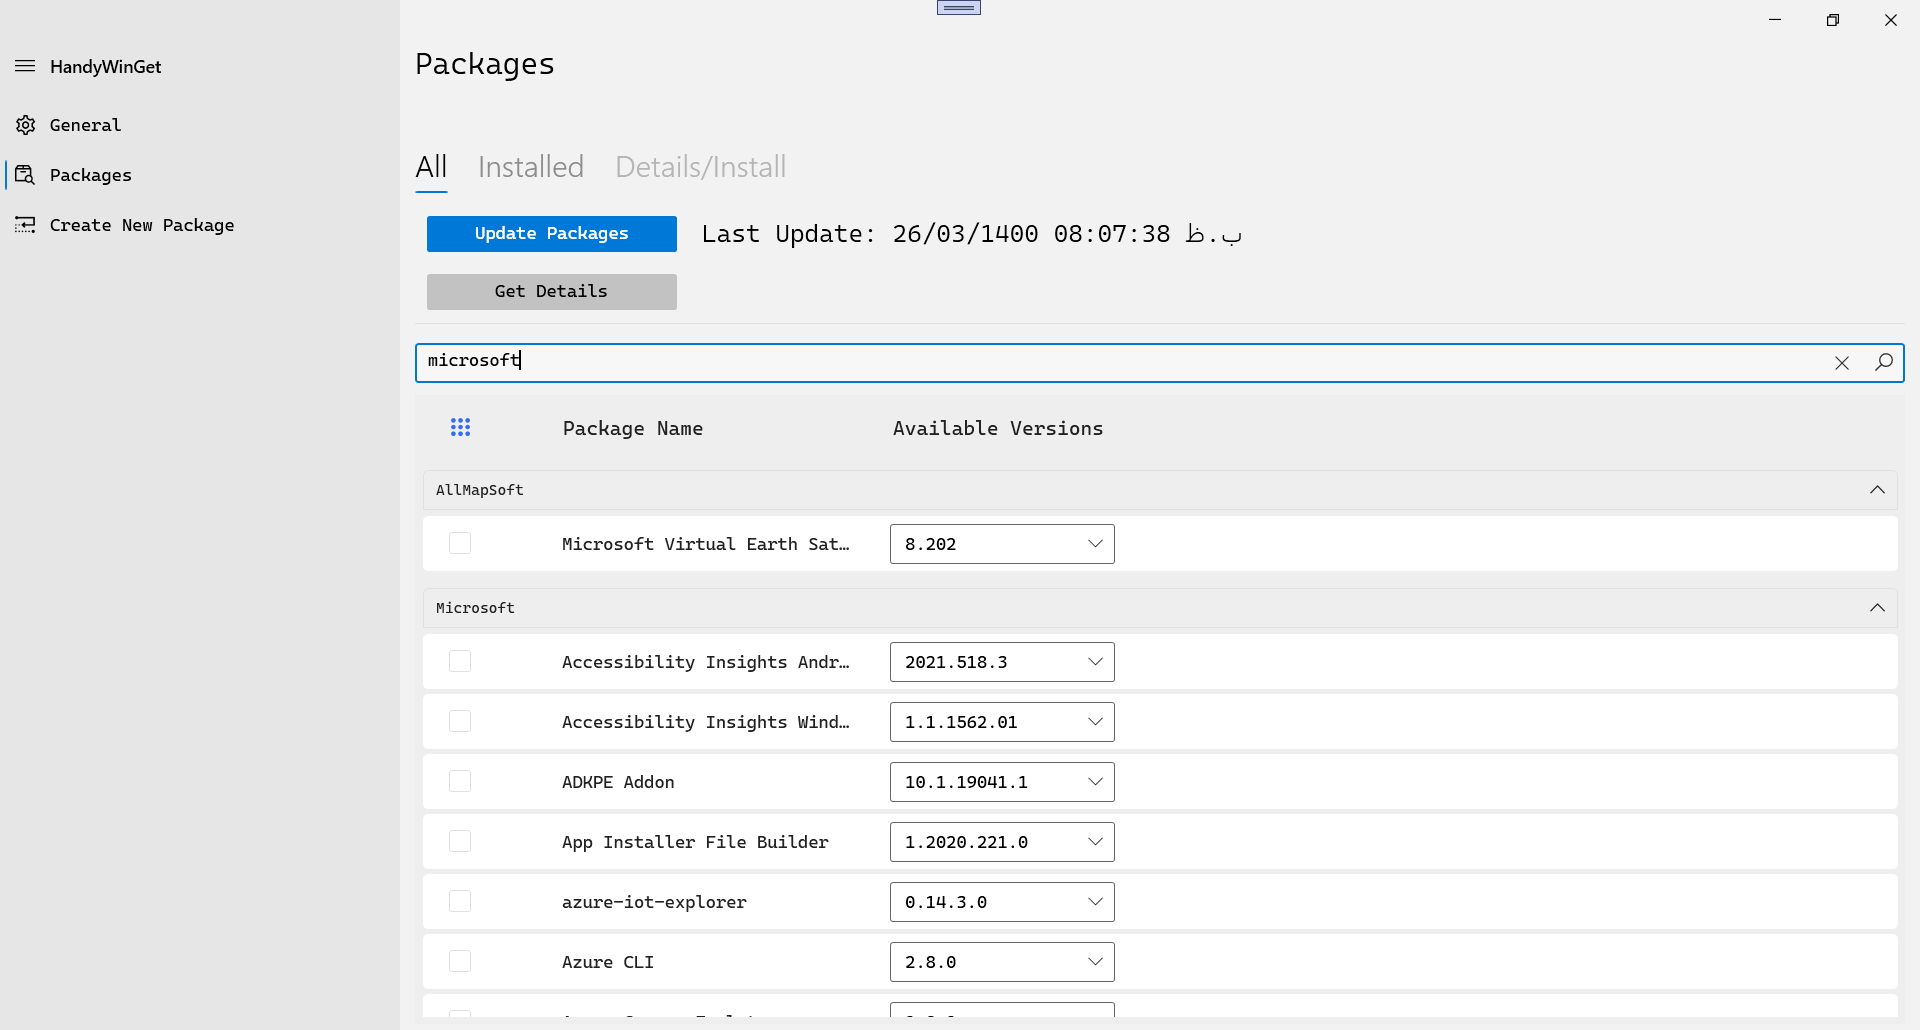 HandyWinGet
General
Packages
Create New Package
Packages
All Installed Details/Install
Update Packages
Last Update: 26/03/1400 08:07:38 ب.ظ
Get Details
microsoft
Package Name Available Versions
AllMapSoft
Microsoft Virtual Earth Sat… 8.202
Microsoft
Accessibility Insights Andr… 2021.518.3
Accessibility Insights Wind… 1.1.1562.01
ADKPE Addon 10.1.19041.1
App Installer File Builder 1.2020.221.0
azure-iot-explorer 0.14.3.0
Azure CLI 2.8.0